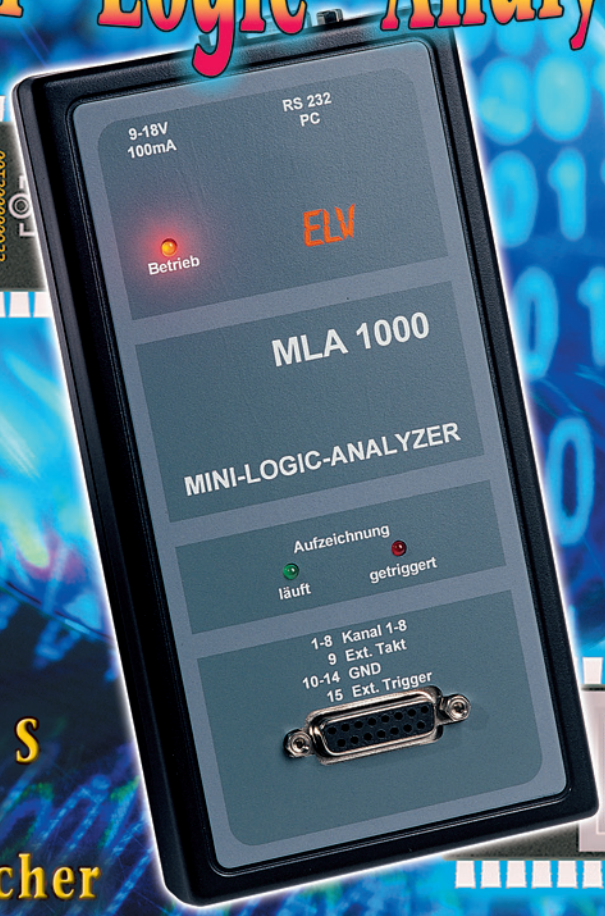 Logic Analy
9-18V
100mA
RS 232
PC
Betrieb
ELV
MLA 1000
MINI-LOGIC-ANALYZER
Aufzeichnung
läuft
getriggert
1-8 Kanal 1-8
9 Ext. Takt
10-14 GND
15 Ext. Trigger
s
cher